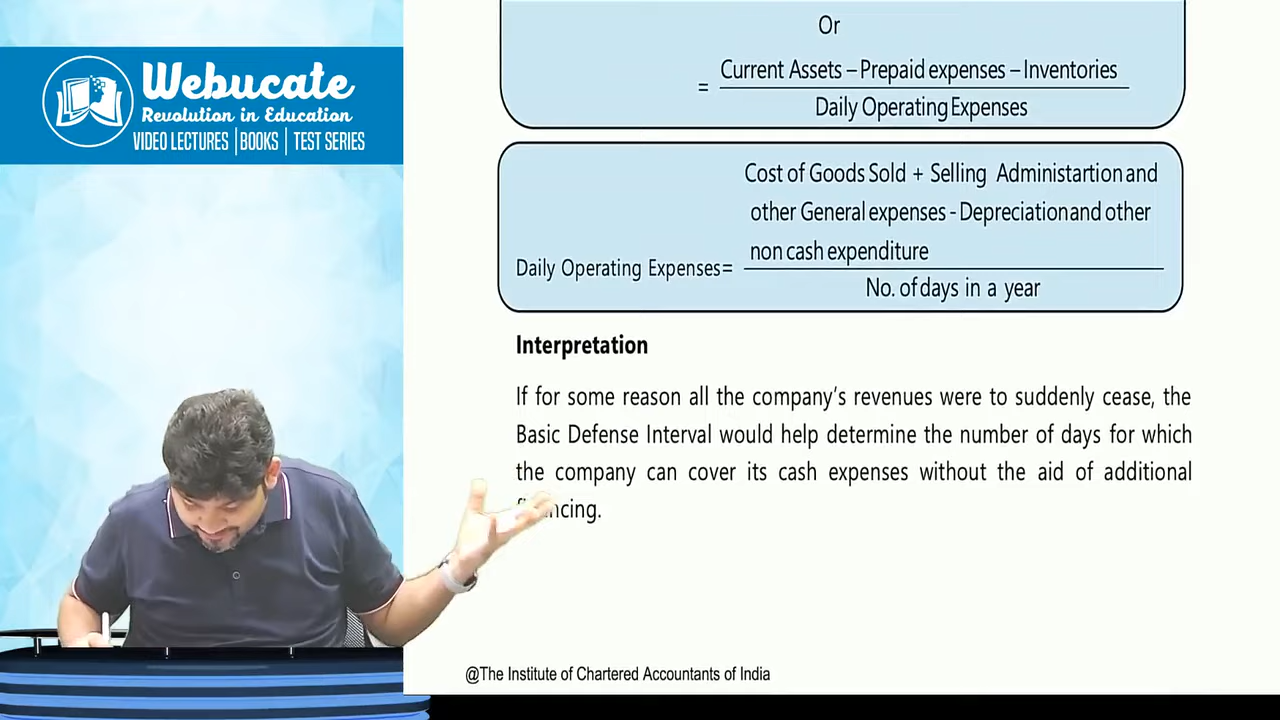 Webucate
Revolution in Education
VIDEO LECTURES | BOOKS | TEST SERIES
Or
= Current Assets – Prepaid expenses – Inventories
Daily Operating Expenses
Cost of Goods Sold + Selling Administartion and
other General expenses - Depreciation and other
non cash expenditure
Daily Operating Expenses=
No. of days in a year
Interpretation
If for some reason all the company's revenues were to suddenly cease, the
Basic Defense Interval would help determine the number of days for which
the company can cover its cash expenses without the aid of additional
@The Institute of Chartered Accountants of India